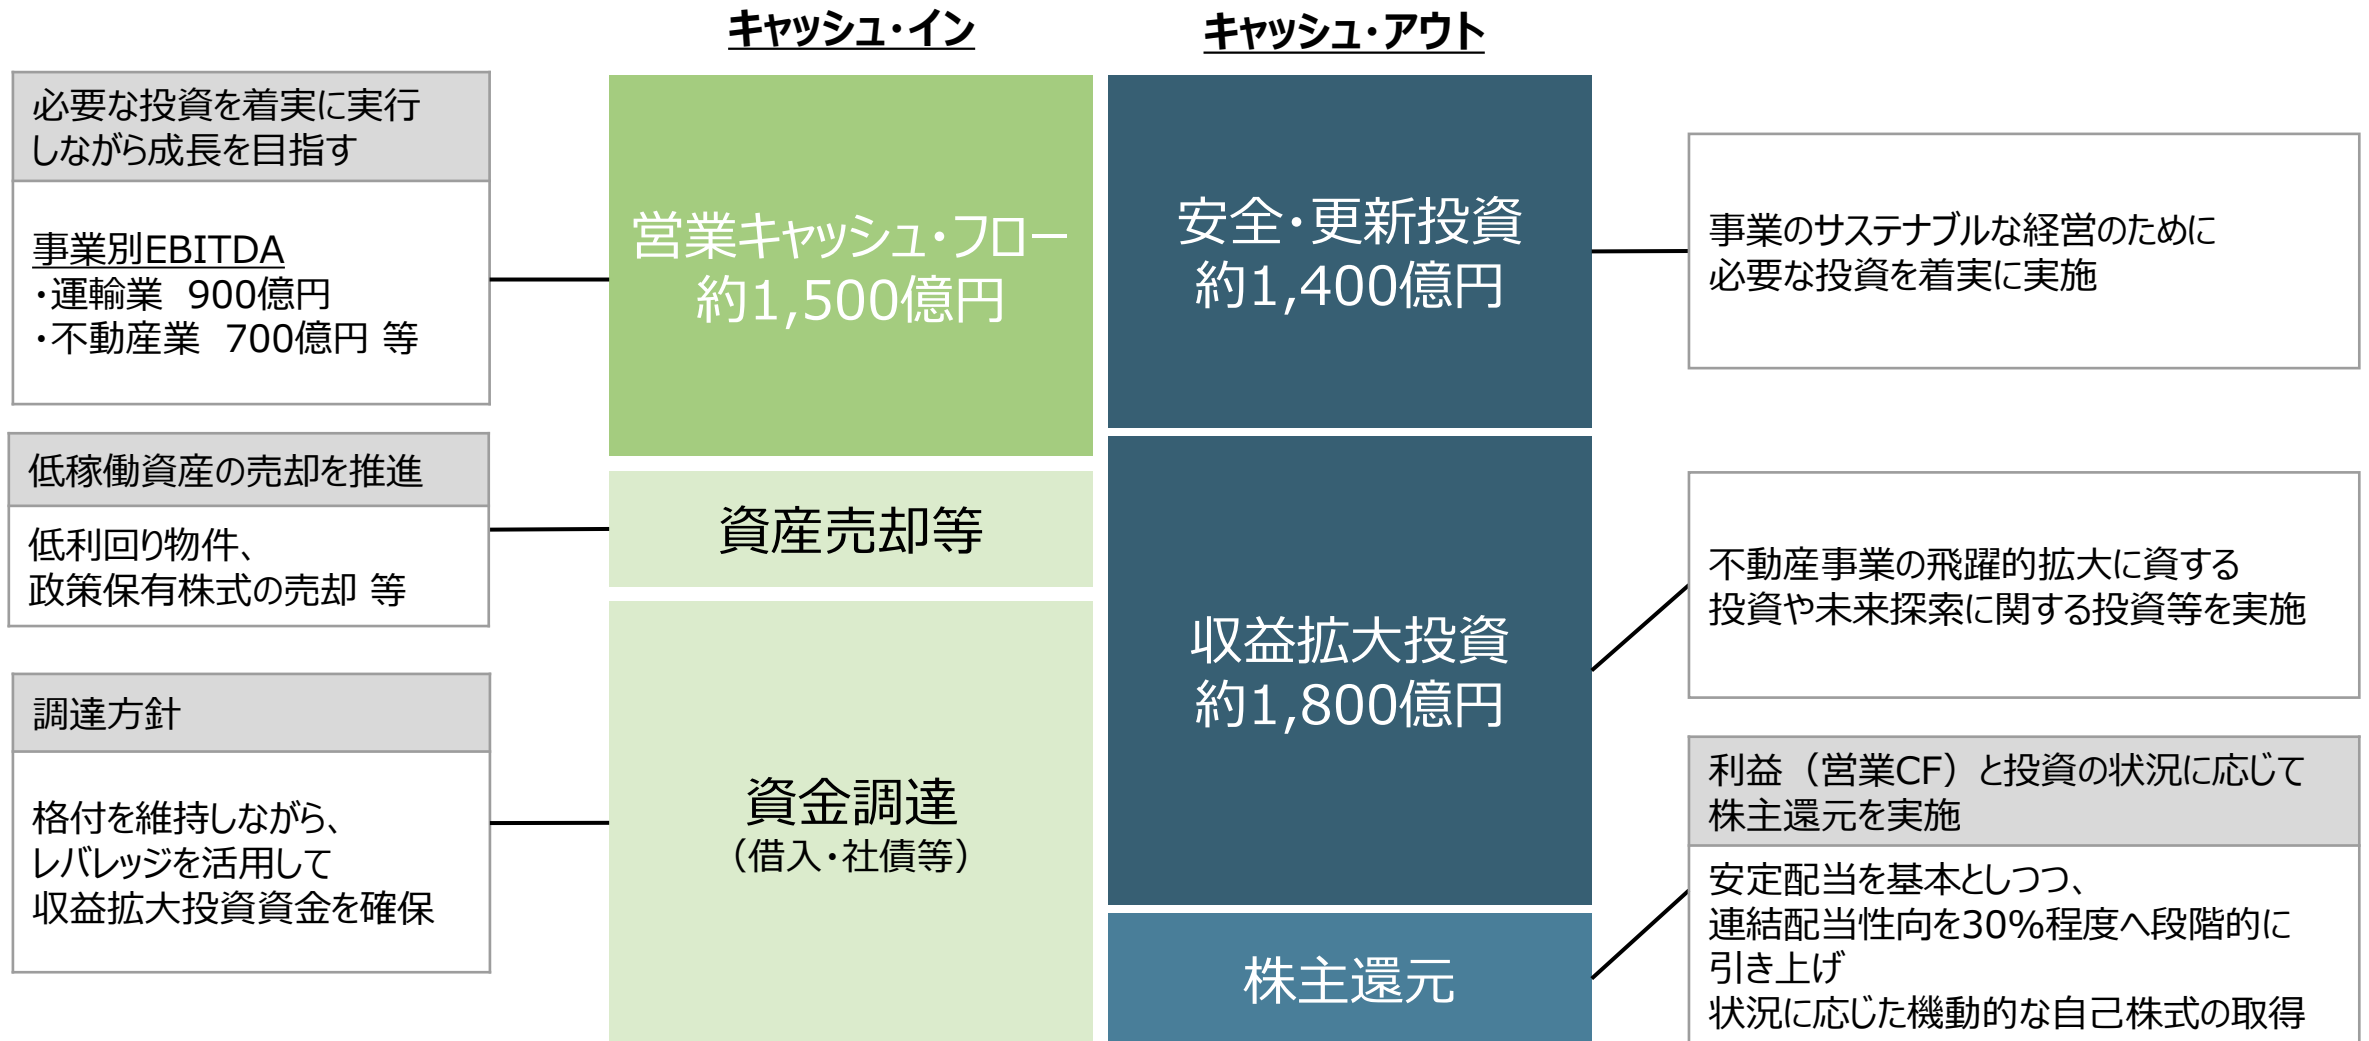 キャッシュ・イン
キャッシュ・アウト
必要な投資を着実に実行
しながら成長を目指す
事業別EBITDA
・運輸業 900億円
・不動産業 700億円 等
営業キャッシュ・フロー
約1,500億円
安全・更新投資
約1,400億円
事業のサステナブルな経営のために
必要な投資を着実に実施
低稼働資産の売却を推進
低利回り物件、
政策保有株式の売却 等
資産売却等
収益拡大投資
約1,800億円
不動産事業の飛躍的拡大に資する
投資や未来探索に関する投資等を実施
調達方針
格付を維持しながら、
レバレッジを活用して
収益拡大投資資金を確保
資金調達
（借入・社債等）
株主還元
利益（営業CF）と投資の状況に応じて
株主還元を実施
安定配当を基本としつつ、
連結配当性向を30%程度へ段階的に
引き上げ
状況に応じた機動的な自己株式の取得